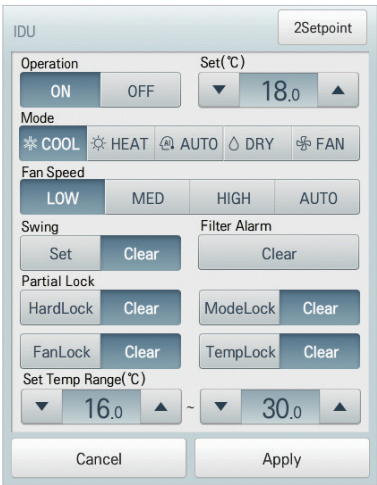 IDU 2Setpoint
Operation Set(℃)
ON OFF ▼ 18.0 ▲
Mode
COOL HEAT AUTO DRY FAN
Fan Speed
LOW MED HIGH AUTO
Swing Filter Alarm
Set Clear Clear
Partial Lock
HardLock Clear ModeLock Clear
FanLock Clear TempLock Clear
Set Temp Range(℃)
▼ 16.0 ▲ ~ ▼ 30.0 ▲
Cancel Apply